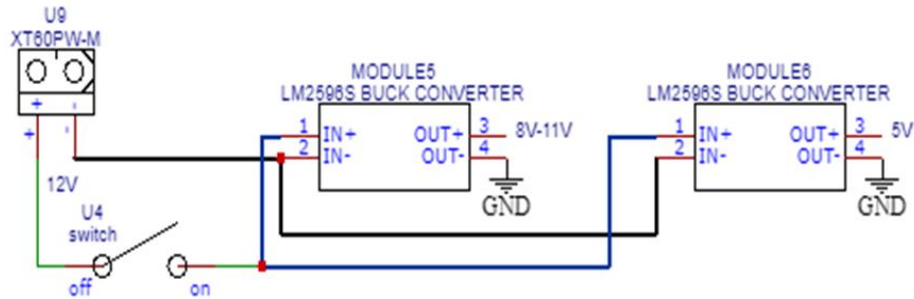 U9
XT60PW-M
+ -
+ -
12V
U4
switch
off on
MODULE5
LM2596S BUCK CONVERTER
1 IN+ OUT+ 3 8V-11V
2 IN- OUT- 4
GND
MODULE6
LM2596S BUCK CONVERTER
1 IN+ OUT+ 3 5V
2 IN- OUT- 4
GND